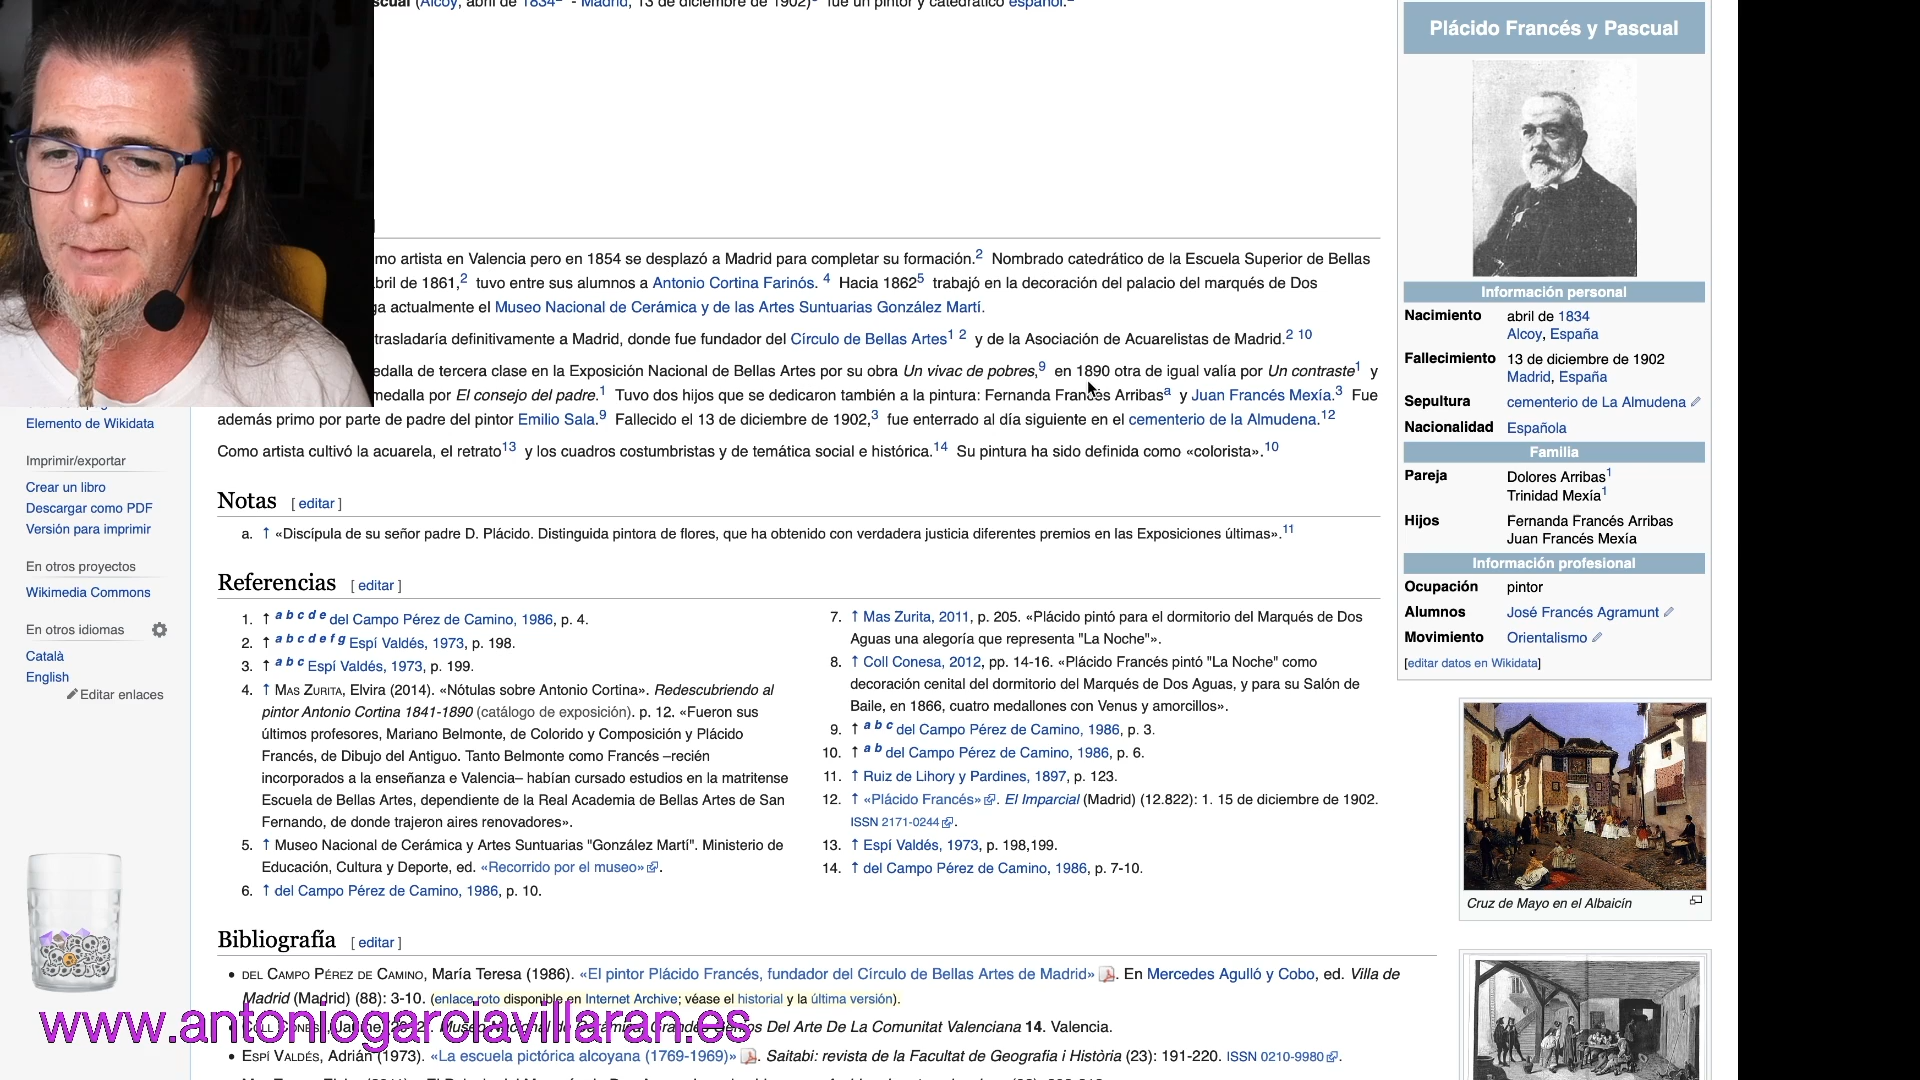 scual (Alcoy, abril de 1834 - Madrid, 13 de diciembre de 1902) fue un pintor y catedrático español.
mo artista en Valencia pero en 1854 se desplazó a Madrid para completar su formación.2 Nombrado catedrático de la Escuela Superior de Bellas
bril de 1861,2 tuvo entre sus alumnos a Antonio Cortina Farinós. 4 Hacia 18625 trabajó en la decoración del palacio del marqués de Dos
ga actualmente el Museo Nacional de Cerámica y de las Artes Suntuarias González Martí.
trasladaría definitivamente a Madrid, donde fue fundador del Círculo de Bellas Artes1 2 y de la Asociación de Acuarelistas de Madrid.2 10
edalla de tercera clase en la Exposición Nacional de Bellas Artes por su obra Un vivac de pobres,9 en 1890 otra de igual valía por Un contraste1 y
medalla por El consejo del padre.1 Tuvo dos hijos que se dedicaron también a la pintura: Fernanda Francés Arribasa y Juan Francés Mexía.3 Fue
además primo por parte de padre del pintor Emilio Sala.9 Fallecido el 13 de diciembre de 1902,3 fue enterrado al día siguiente en el cementerio de la Almudena.12
Como artista cultivó la acuarela, el retrato13 y los cuadros costumbristas y de temática social e histórica.14 Su pintura ha sido definida como «colorista».10
Notas [ editar ]
a. ↑ «Discípula de su señor padre D. Plácido. Distinguida pintora de flores, que ha obtenido con verdadera justicia diferentes premios en las Exposiciones últimas».11
Referencias [ editar ]
1. ↑ a b c d e del Campo Pérez de Camino, 1986, p. 4.
2. ↑ a b c d e f g Espí Valdés, 1973, p. 198.
3. ↑ a b c Espí Valdés, 1973, p. 199.
4. ↑ Mas Zurita, Elvira (2014). «Nótulas sobre Antonio Cortina». Redescubriendo al
pintor Antonio Cortina 1841-1890 (catálogo de exposición). p. 12. «Fueron sus
últimos profesores, Mariano Belmonte, de Colorido y Composición y Plácido
Francés, de Dibujo del Antiguo. Tanto Belmonte como Francés –recién
incorporados a la enseñanza e Valencia– habían cursado estudios en la matritense
Escuela de Bellas Artes, dependiente de la Real Academia de Bellas Artes de San
Fernando, de donde trajeron aires renovadores».
5. ↑ Museo Nacional de Cerámica y Artes Suntuarias "González Martí". Ministerio de
Educación, Cultura y Deporte, ed. «Recorrido por el museo».
6. ↑ del Campo Pérez de Camino, 1986, p. 10.
7. ↑ Mas Zurita, 2011, p. 205. «Plácido pintó para el dormitorio del Marqués de Dos
Aguas una alegoría que representa "La Noche"».
8. ↑ Coll Conesa, 2012, pp. 14-16. «Plácido Francés pintó "La Noche" como
decoración cenital del dormitorio del Marqués de Dos Aguas, y para su Salón de
Baile, en 1866, cuatro medallones con Venus y amorcillos».
9. ↑ a b c del Campo Pérez de Camino, 1986, p. 3.
10. ↑ a b del Campo Pérez de Camino, 1986, p. 6.
11. ↑ Ruiz de Lihory y Pardines, 1897, p. 123.
12. ↑ «Plácido Francés». El Imparcial (Madrid) (12.822): 1. 15 de diciembre de 1902.
ISSN 2171-0244.
13. ↑ Espí Valdés, 1973, p. 198,199.
14. ↑ del Campo Pérez de Camino, 1986, p. 7-10.
Bibliografía [ editar ]
• del Campo Pérez de Camino, María Teresa (1986). «El pintor Plácido Francés, fundador del Círculo de Bellas Artes de Madrid». En Mercedes Agulló y Cobo, ed. Villa de
Madrid (Madrid) (88): 3-10. (enlace roto disponible en Internet Archive; véase el historial y la última versión).
Del Arte De La Comunitat Valenciana 14. Valencia.
• Espí Valdés, Adrián (1973). «La escuela pictórica alcoyana (1769-1969)». Saitabi: revista de la Facultat de Geografia i Història (23): 191-220. ISSN 0210-9980.
Elemento de Wikidata
Imprimir/exportar
Crear un libro
Descargar como PDF
Versión para imprimir
En otros proyectos
Wikimedia Commons
En otros idiomas
Català
English
Editar enlaces
www.antoniogarciavillaran.es
Plácido Francés y Pascual
Información personal
Nacimiento abril de 1834
Alcoy, España
Fallecimiento 13 de diciembre de 1902
Madrid, España
Sepultura cementerio de La Almudena
Nacionalidad Española
Familia
Pareja Dolores Arribas1
Trinidad Mexía1
Hijos Fernanda Francés Arribas
Juan Francés Mexía
Información profesional
Ocupación pintor
Alumnos José Francés Agramunt
Movimiento Orientalismo
[editar datos en Wikidata]
Cruz de Mayo en el Albaicín